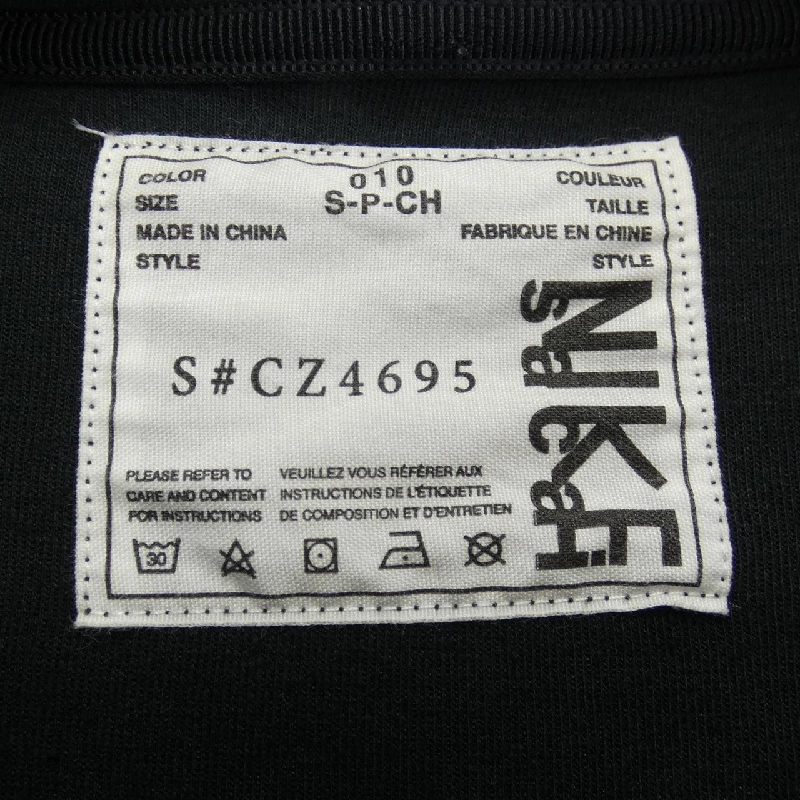 COLOR 010 COULEUR
SIZE S-P-CH TAILLE
MADE IN CHINA FABRIQUE EN CHINE
STYLE STYLE
S#CZ4695
NIKE
sacai
PLEASE REFER TO
CARE AND CONTENT
FOR INSTRUCTIONS
VEUILLEZ VOUS RÉFÉRER AUX
INSTRUCTIONS DE L'ÉTIQUETTE
DE COMPOSITION ET D'ENTRETIEN
30